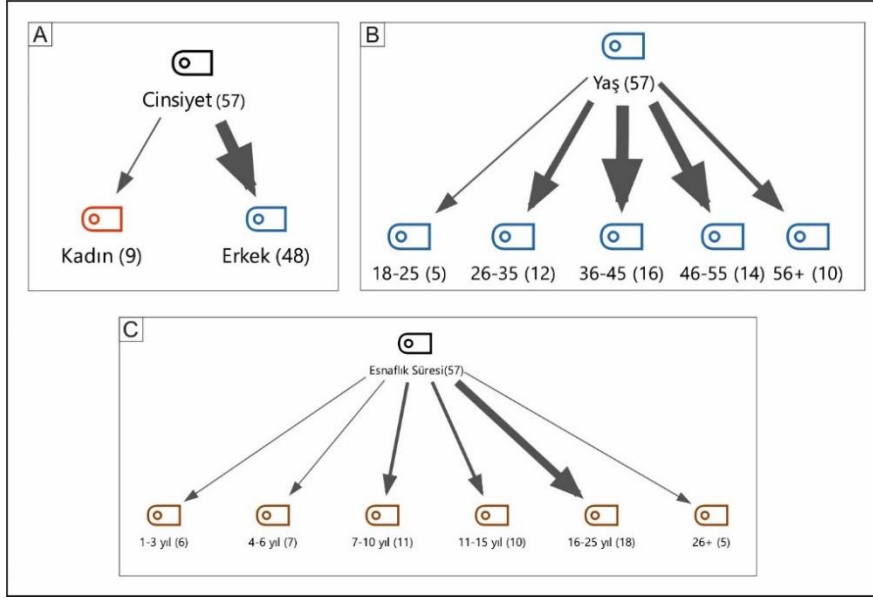 A
Cinsiyet (57)
Kadın (9)
Erkek (48)
B
Yaş (57)
18-25 (5)
26-35 (12)
36-45 (16)
46-55 (14)
56+ (10)
C
Esnaflık Süresi(57)
1-3 yıl (6)
4-6 yıl (7)
7-10 yıl (11)
11-15 yıl (10)
16-25 yıl (18)
26+ (5)